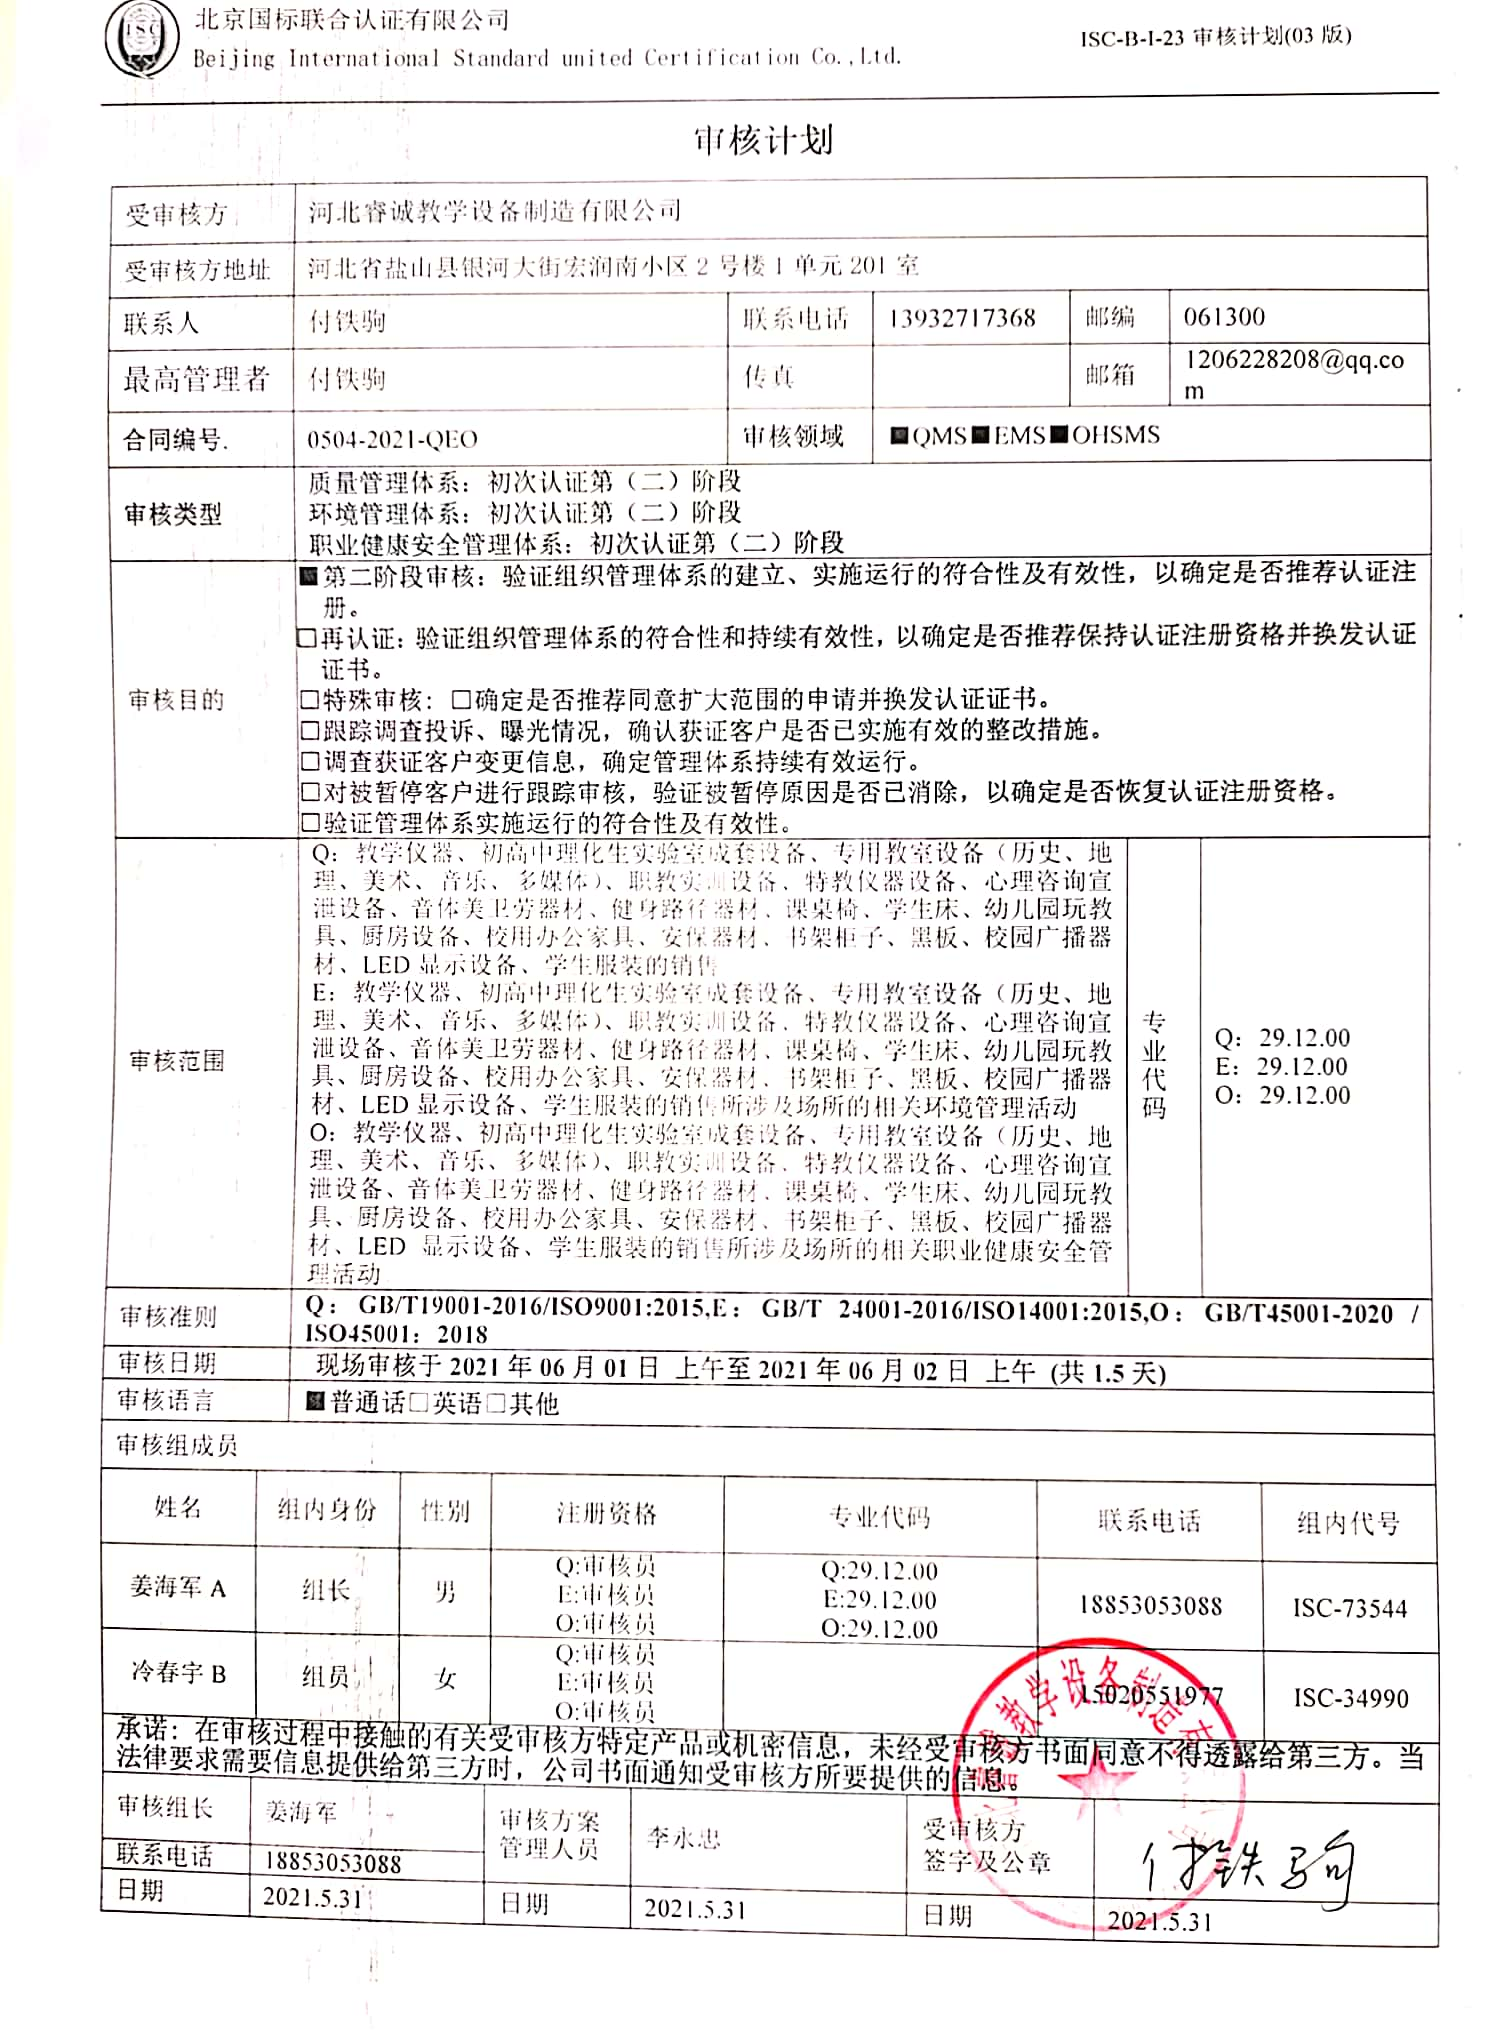 ISC
北京国标联合认证有限公司
Beijing International Standard united Certification Co.,Ltd.
ISC-B-I-23 审核计划(03 版)
审核计划
受审核方 河北睿诚教学设备制造有限公司
受审核方地址 河北省盐山县银河大街宏润南小区 2 号楼 1 单元 201 室
联系人 付铁驹 联系电话 13932717368 邮编 061300
最高管理者 付铁驹 传真 邮箱 1206228208@qq.co
m
合同编号. 0504-2021-QEO 审核领域 ■QMS■EMS■OHSMS
审核类型
质量管理体系：初次认证第（二）阶段
环境管理体系：初次认证第（二）阶段
职业健康安全管理体系：初次认证第（二）阶段
审核目的
■第二阶段审核：验证组织管理体系的建立、实施运行的符合性及有效性，以确定是否推荐认证注
册。
□再认证：验证组织管理体系的符合性和持续有效性，以确定是否推荐保持认证注册资格并换发认证
证书。
□特殊审核：□确定是否推荐同意扩大范围的申请并换发认证证书。
□跟踪调查投诉、曝光情况，确认获证客户是否已实施有效的整改措施。
□调查获证客户变更信息，确定管理体系持续有效运行。
□对被暂停客户进行跟踪审核，验证被暂停原因是否已消除，以确定是否恢复认证注册资格。
□验证管理体系实施运行的符合性及有效性。
审核范围
Q：教学仪器、初高中理化生实验室成套设备、专用教室设备（历史、地
理、美术、音乐、多媒体）、职教实训设备、特教仪器设备、心理咨询宣
泄设备、音体美卫劳器材、健身路径器材、课桌椅、学生床、幼儿园玩教
具、厨房设备、校用办公家具、安保器材、书架柜子、黑板、校园广播器
材、LED 显示设备、学生服装的销售
E：教学仪器、初高中理化生实验室成套设备、专用教室设备（历史、地
理、美术、音乐、多媒体）、职教实训设备、特教仪器设备、心理咨询宣
泄设备、音体美卫劳器材、健身路径器材、课桌椅、学生床、幼儿园玩教
具、厨房设备、校用办公家具、安保器材、书架柜子、黑板、校园广播器
材、LED 显示设备、学生服装的销售所涉及场所的相关环境管理活动
O：教学仪器、初高中理化生实验室成套设备、专用教室设备（历史、地
理、美术、音乐、多媒体）、职教实训设备、特教仪器设备、心理咨询宣
泄设备、音体美卫劳器材、健身路径器材、课桌椅、学生床、幼儿园玩教
具、厨房设备、校用办公家具、安保器材、书架柜子、黑板、校园广播器
材、LED 显示设备、学生服装的销售所涉及场所的相关职业健康安全管
理活动
专
业
代
码
Q：29.12.00
E：29.12.00
O：29.12.00
审核准则
Q：GB/T19001-2016/ISO9001:2015,E：GB/T 24001-2016/ISO14001:2015,O：GB/T45001-2020 /
ISO45001：2018
审核日期 现场审核于 2021 年 06 月 01 日 上午至 2021 年 06 月 02 日 上午 (共 1.5 天)
审核语言 ■普通话□英语□其他
审核组成员
姓名 组内身份 性别 注册资格 专业代码 联系电话 组内代号
姜海军 A 组长 男
Q:审核员
E:审核员
O:审核员
Q:29.12.00
E:29.12.00
O:29.12.00
18853053088 ISC-73544
冷春宇 B 组员 女
Q:审核员
E:审核员
O:审核员
15020551977 ISC-34990
承诺：在审核过程中接触的有关受审核方特定产品或机密信息，未经受审核方书面同意不得透露给第三方。当
法律要求需要信息提供给第三方时，公司书面通知受审核方所要提供的信息。
审核组长 姜海军
审核方案
管理人员
李永忠
受审核方
签字及公章
付铁驹
联系电话 18853053088
日期 2021.5.31 日期 2021.5.31 日期 2021.5.31
教学设备制造有